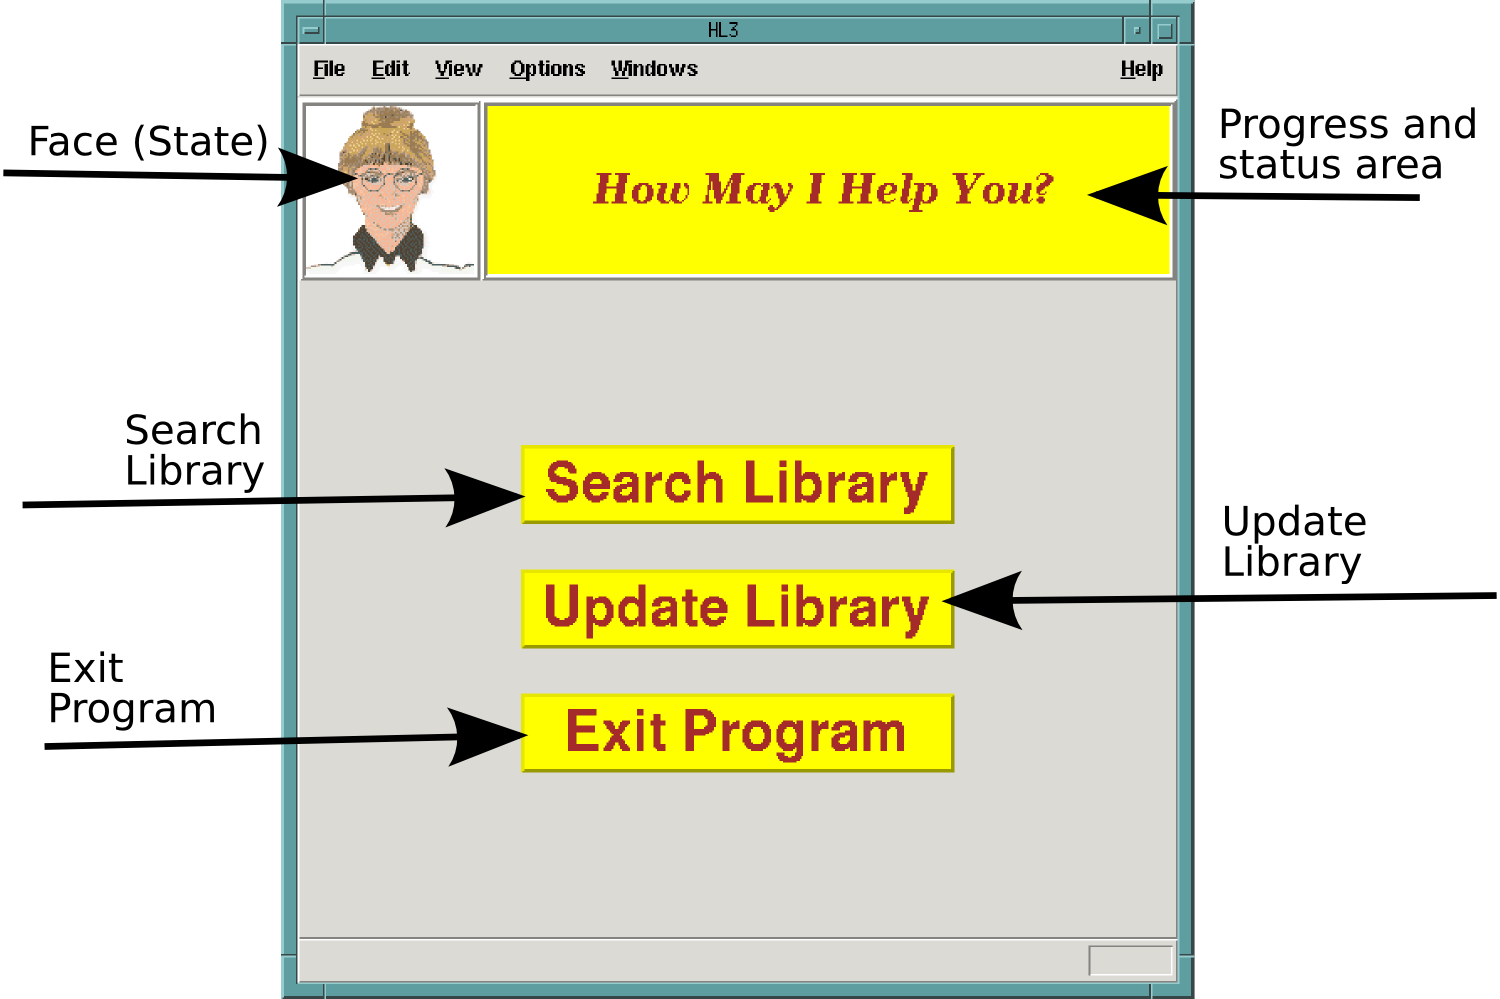 HL3
File Edit View Options Windows Help
Face (State)
How May I Help You?
Progress and
status area
Search
Library
Search Library
Update
Library
Update Library
Exit
Program
Exit Program